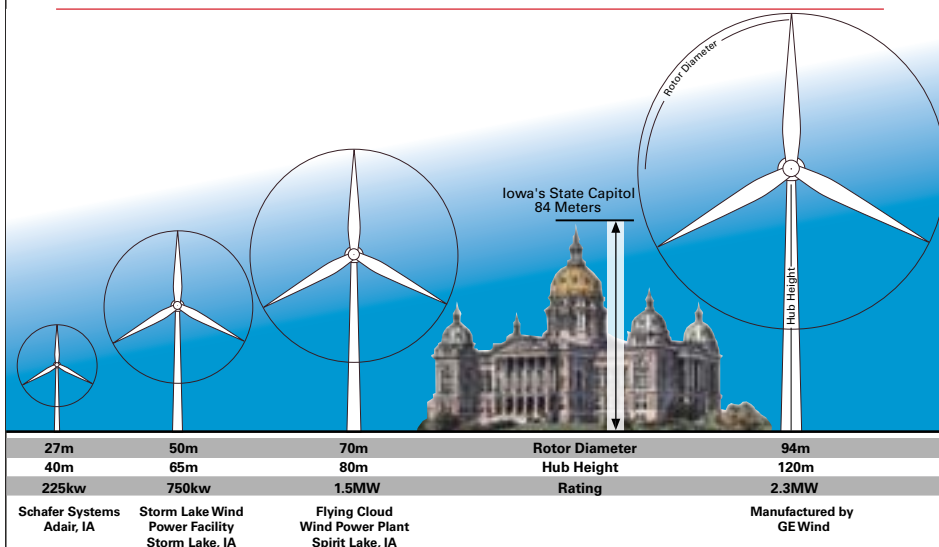 Rotor Diameter
Iowa's State Capitol
84 Meters
Hub Height
27m 50m 70m Rotor Diameter 94m
40m 65m 80m Hub Height 120m
225kw 750kw 1.5MW Rating 2.3MW
Schafer Systems
Adair, IA
Storm Lake Wind
Power Facility
Storm Lake, IA
Flying Cloud
Wind Power Plant
Spirit Lake, IA
Manufactured by
GE Wind